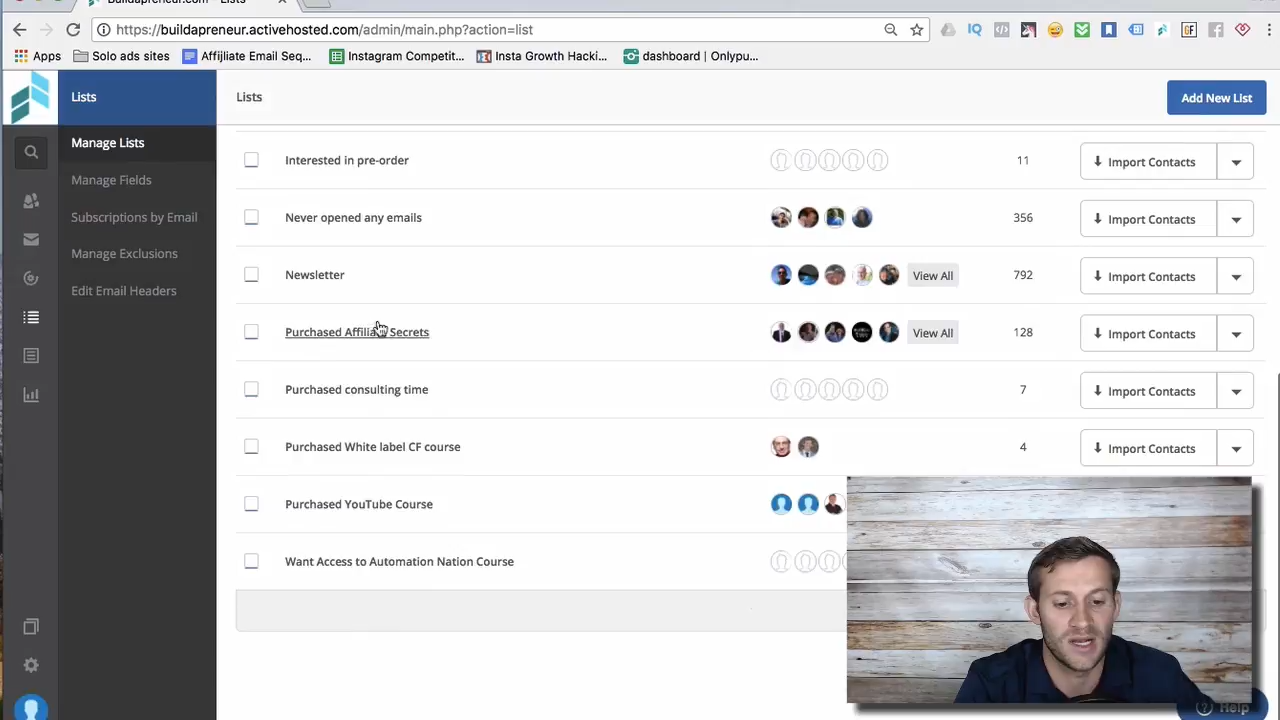 Buildapreneur.com - Lists
https://buildapreneur.activehosted.com/admin/main.php?action=list
Apps
Solo ads sites
Affiliate Email Seq...
Instagram Competit...
Insta Growth Hacki...
dashboard | Onlypu...
Lists
Lists
Add New List
Manage Lists
Manage Fields
Subscriptions by Email
Manage Exclusions
Edit Email Headers
Interested in pre-order 11 Import Contacts
Never opened any emails 356 Import Contacts
Newsletter View All 792 Import Contacts
Purchased Affiliate Secrets View All 128 Import Contacts
Purchased consulting time 7 Import Contacts
Purchased White label CF course 4 Import Contacts
Purchased YouTube Course
Want Access to Automation Nation Course
Help